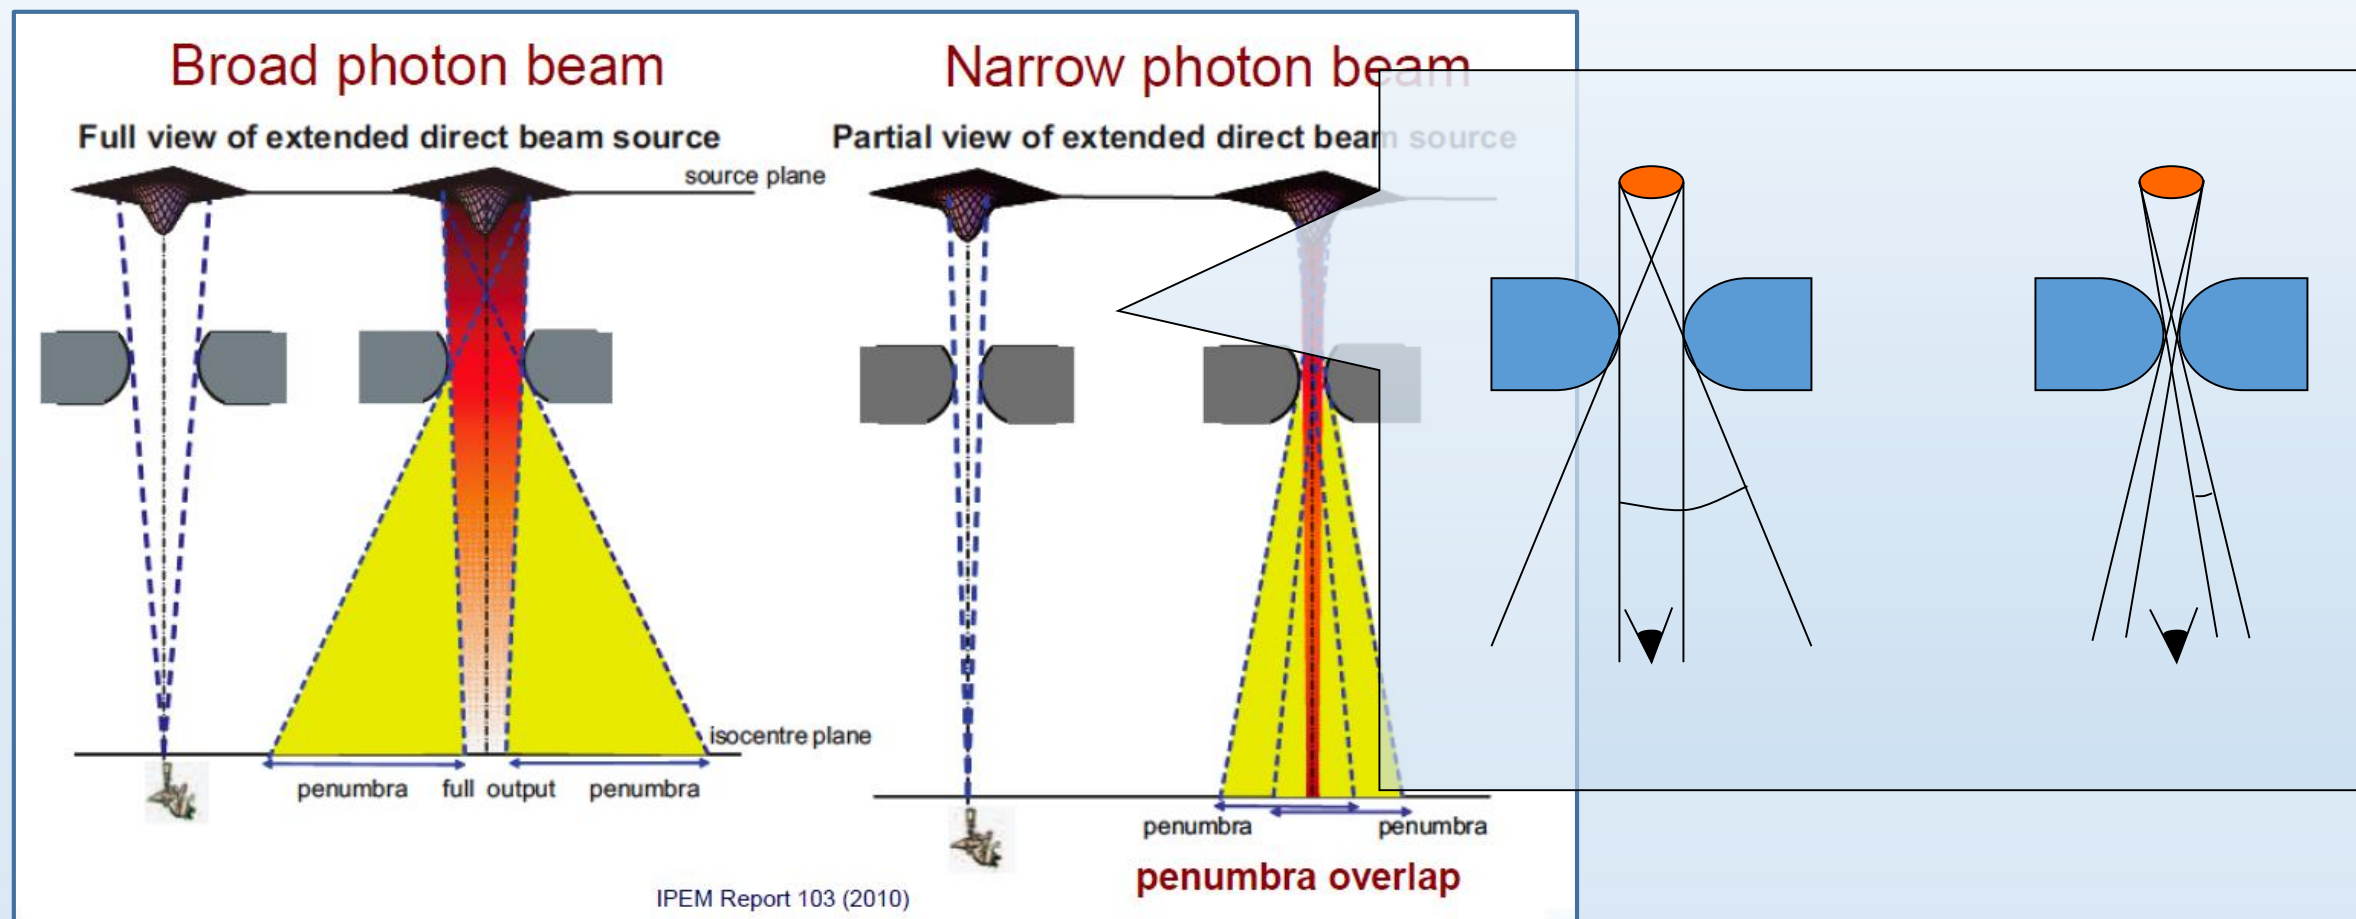 Broad photon beam
Narrow photon beam
Full view of extended direct beam source
Partial view of extended direct beam source
source plane
isocentre plane
penumbra full output penumbra
penumbra penumbra
penumbra overlap
IPEM Report 103 (2010)